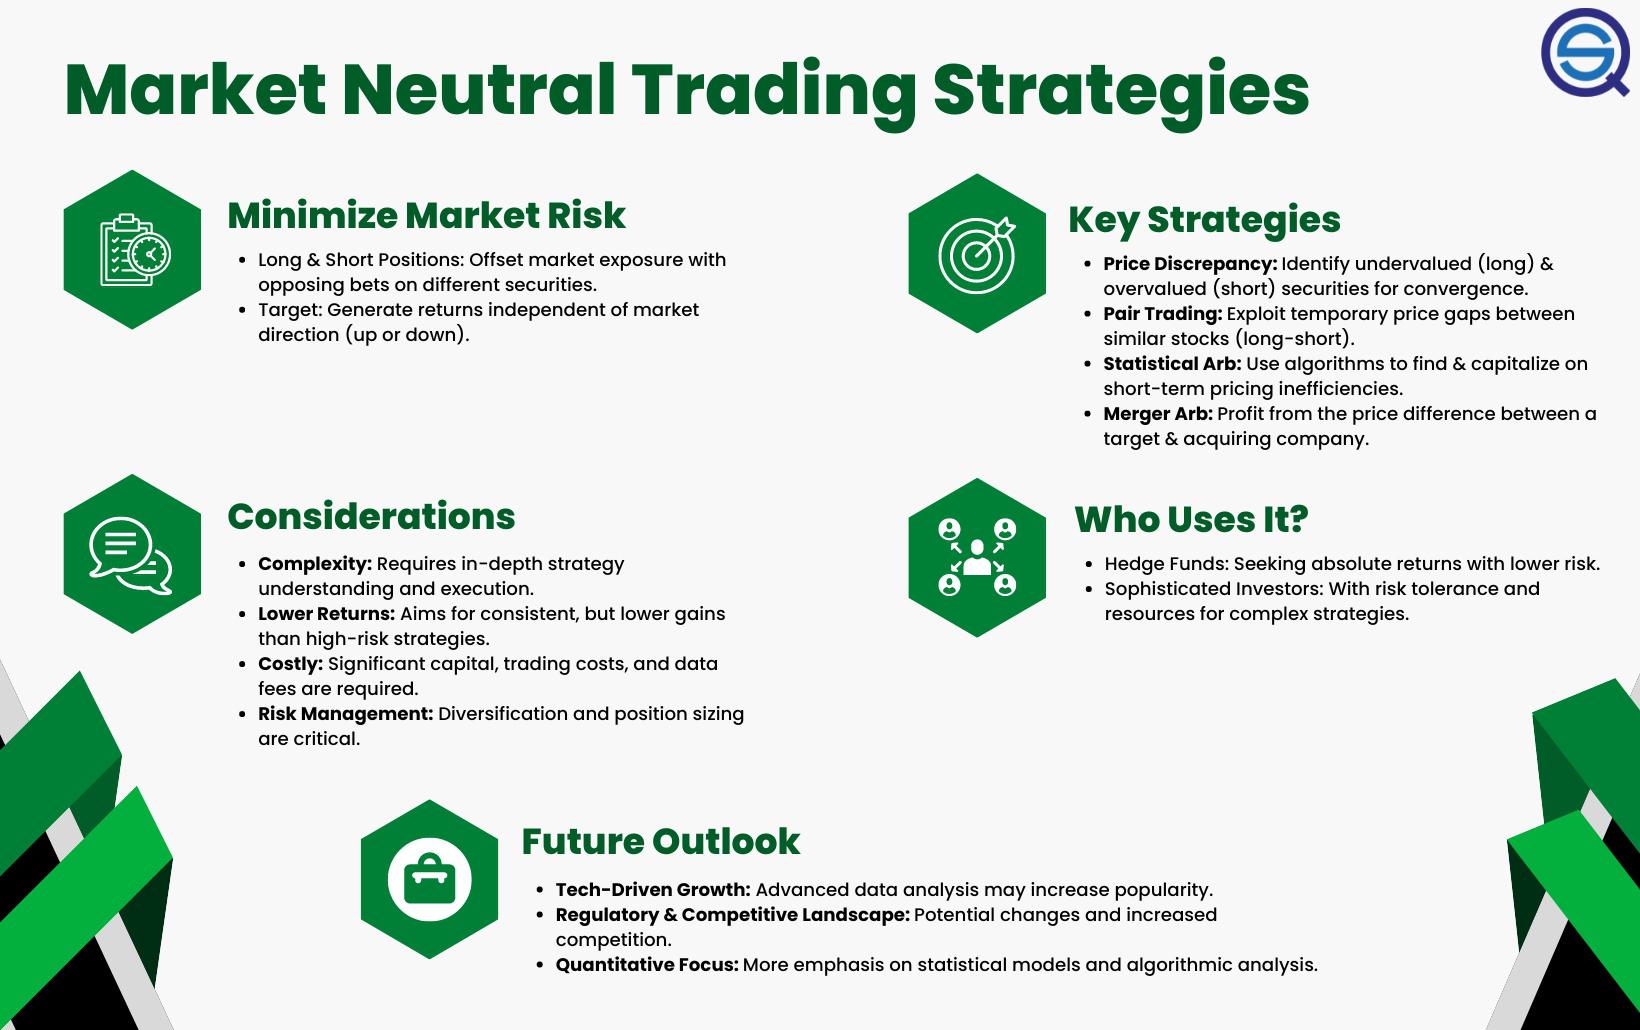 Market Neutral Trading Strategies
Minimize Market Risk
• Long & Short Positions: Offset market exposure with
opposing bets on different securities.
• Target: Generate returns independent of market
direction (up or down).
Key Strategies
• Price Discrepancy: Identify undervalued (long) &
overvalued (short) securities for convergence.
• Pair Trading: Exploit temporary price gaps between
similar stocks (long-short).
• Statistical Arb: Use algorithms to find & capitalize on
short-term pricing inefficiencies.
• Merger Arb: Profit from the price difference between a
target & acquiring company.
Considerations
• Complexity: Requires in-depth strategy
understanding and execution.
• Lower Returns: Aims for consistent, but lower gains
than high-risk strategies.
• Costly: Significant capital, trading costs, and data
fees are required.
• Risk Management: Diversification and position sizing
are critical.
Who Uses It?
• Hedge Funds: Seeking absolute returns with lower risk.
• Sophisticated Investors: With risk tolerance and
resources for complex strategies.
Future Outlook
• Tech-Driven Growth: Advanced data analysis may increase popularity.
• Regulatory & Competitive Landscape: Potential changes and increased
competition.
• Quantitative Focus: More emphasis on statistical models and algorithmic analysis.